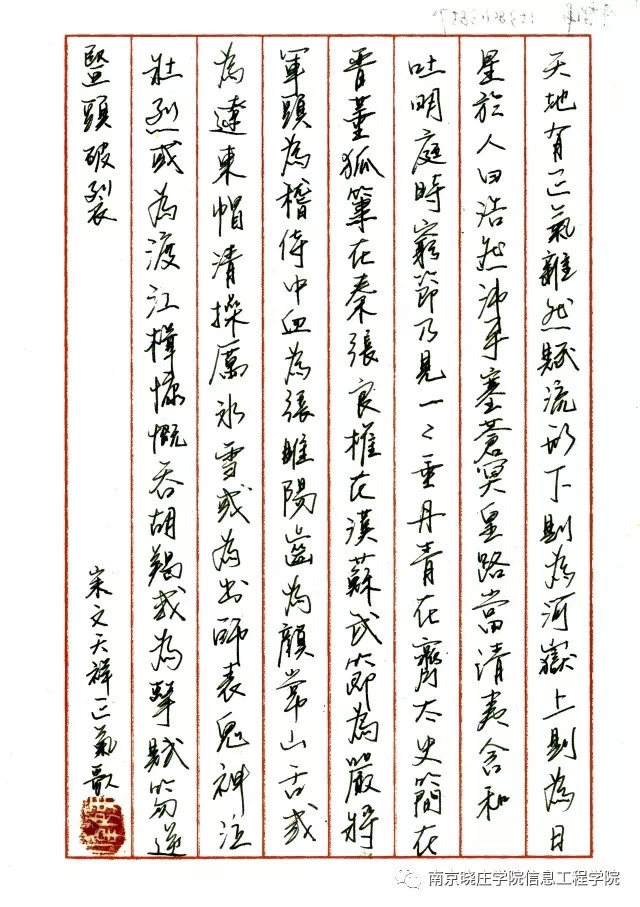 天地有正氣雜然賦流形下則為河嶽上則為日
星於人曰浩然沛乎塞蒼冥皇路當清夷含和
吐明庭時窮節乃見一々垂丹青在齊太史簡在
晉董狐筆在秦張良椎在漢蘇武節為嚴將
軍頭為稽侍中血為張睢陽齒為顏常山舌或
為遼東帽清操厲冰雪或為出師表鬼神泣
壯烈或為渡江楫慷慨吞胡羯或為擊賊笏逆
豎頭破裂
宋文天祥正氣歌
南京晓庄学院信息工程学院